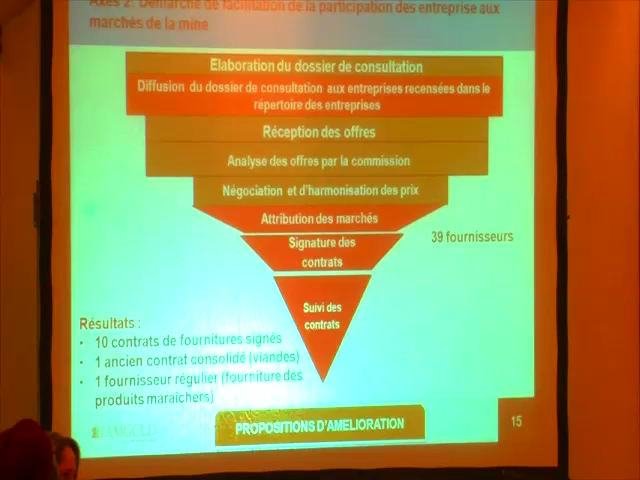 Axes 2: Démarche de facilitation de la participation des entreprise aux
marchés de la mine
Elaboration du dossier de consultation
Diffusion du dossier de consultation aux entreprises recensées dans le
répertoire des entreprises
Réception des offres
Analyse des offres par la commission
Négociation et d'harmonisation des prix
Attribution des marchés
Signature des
contrats
39 fournisseurs
Suivi des
contrats
Résultats :
• 10 contrats de fournitures signés
• 1 ancien contrat consolidé (viandes)
• 1 fournisseur régulier (fourniture des
produits maraichers)
IAMGOLD
PROPOSITIONS D'AMELIORATION
15